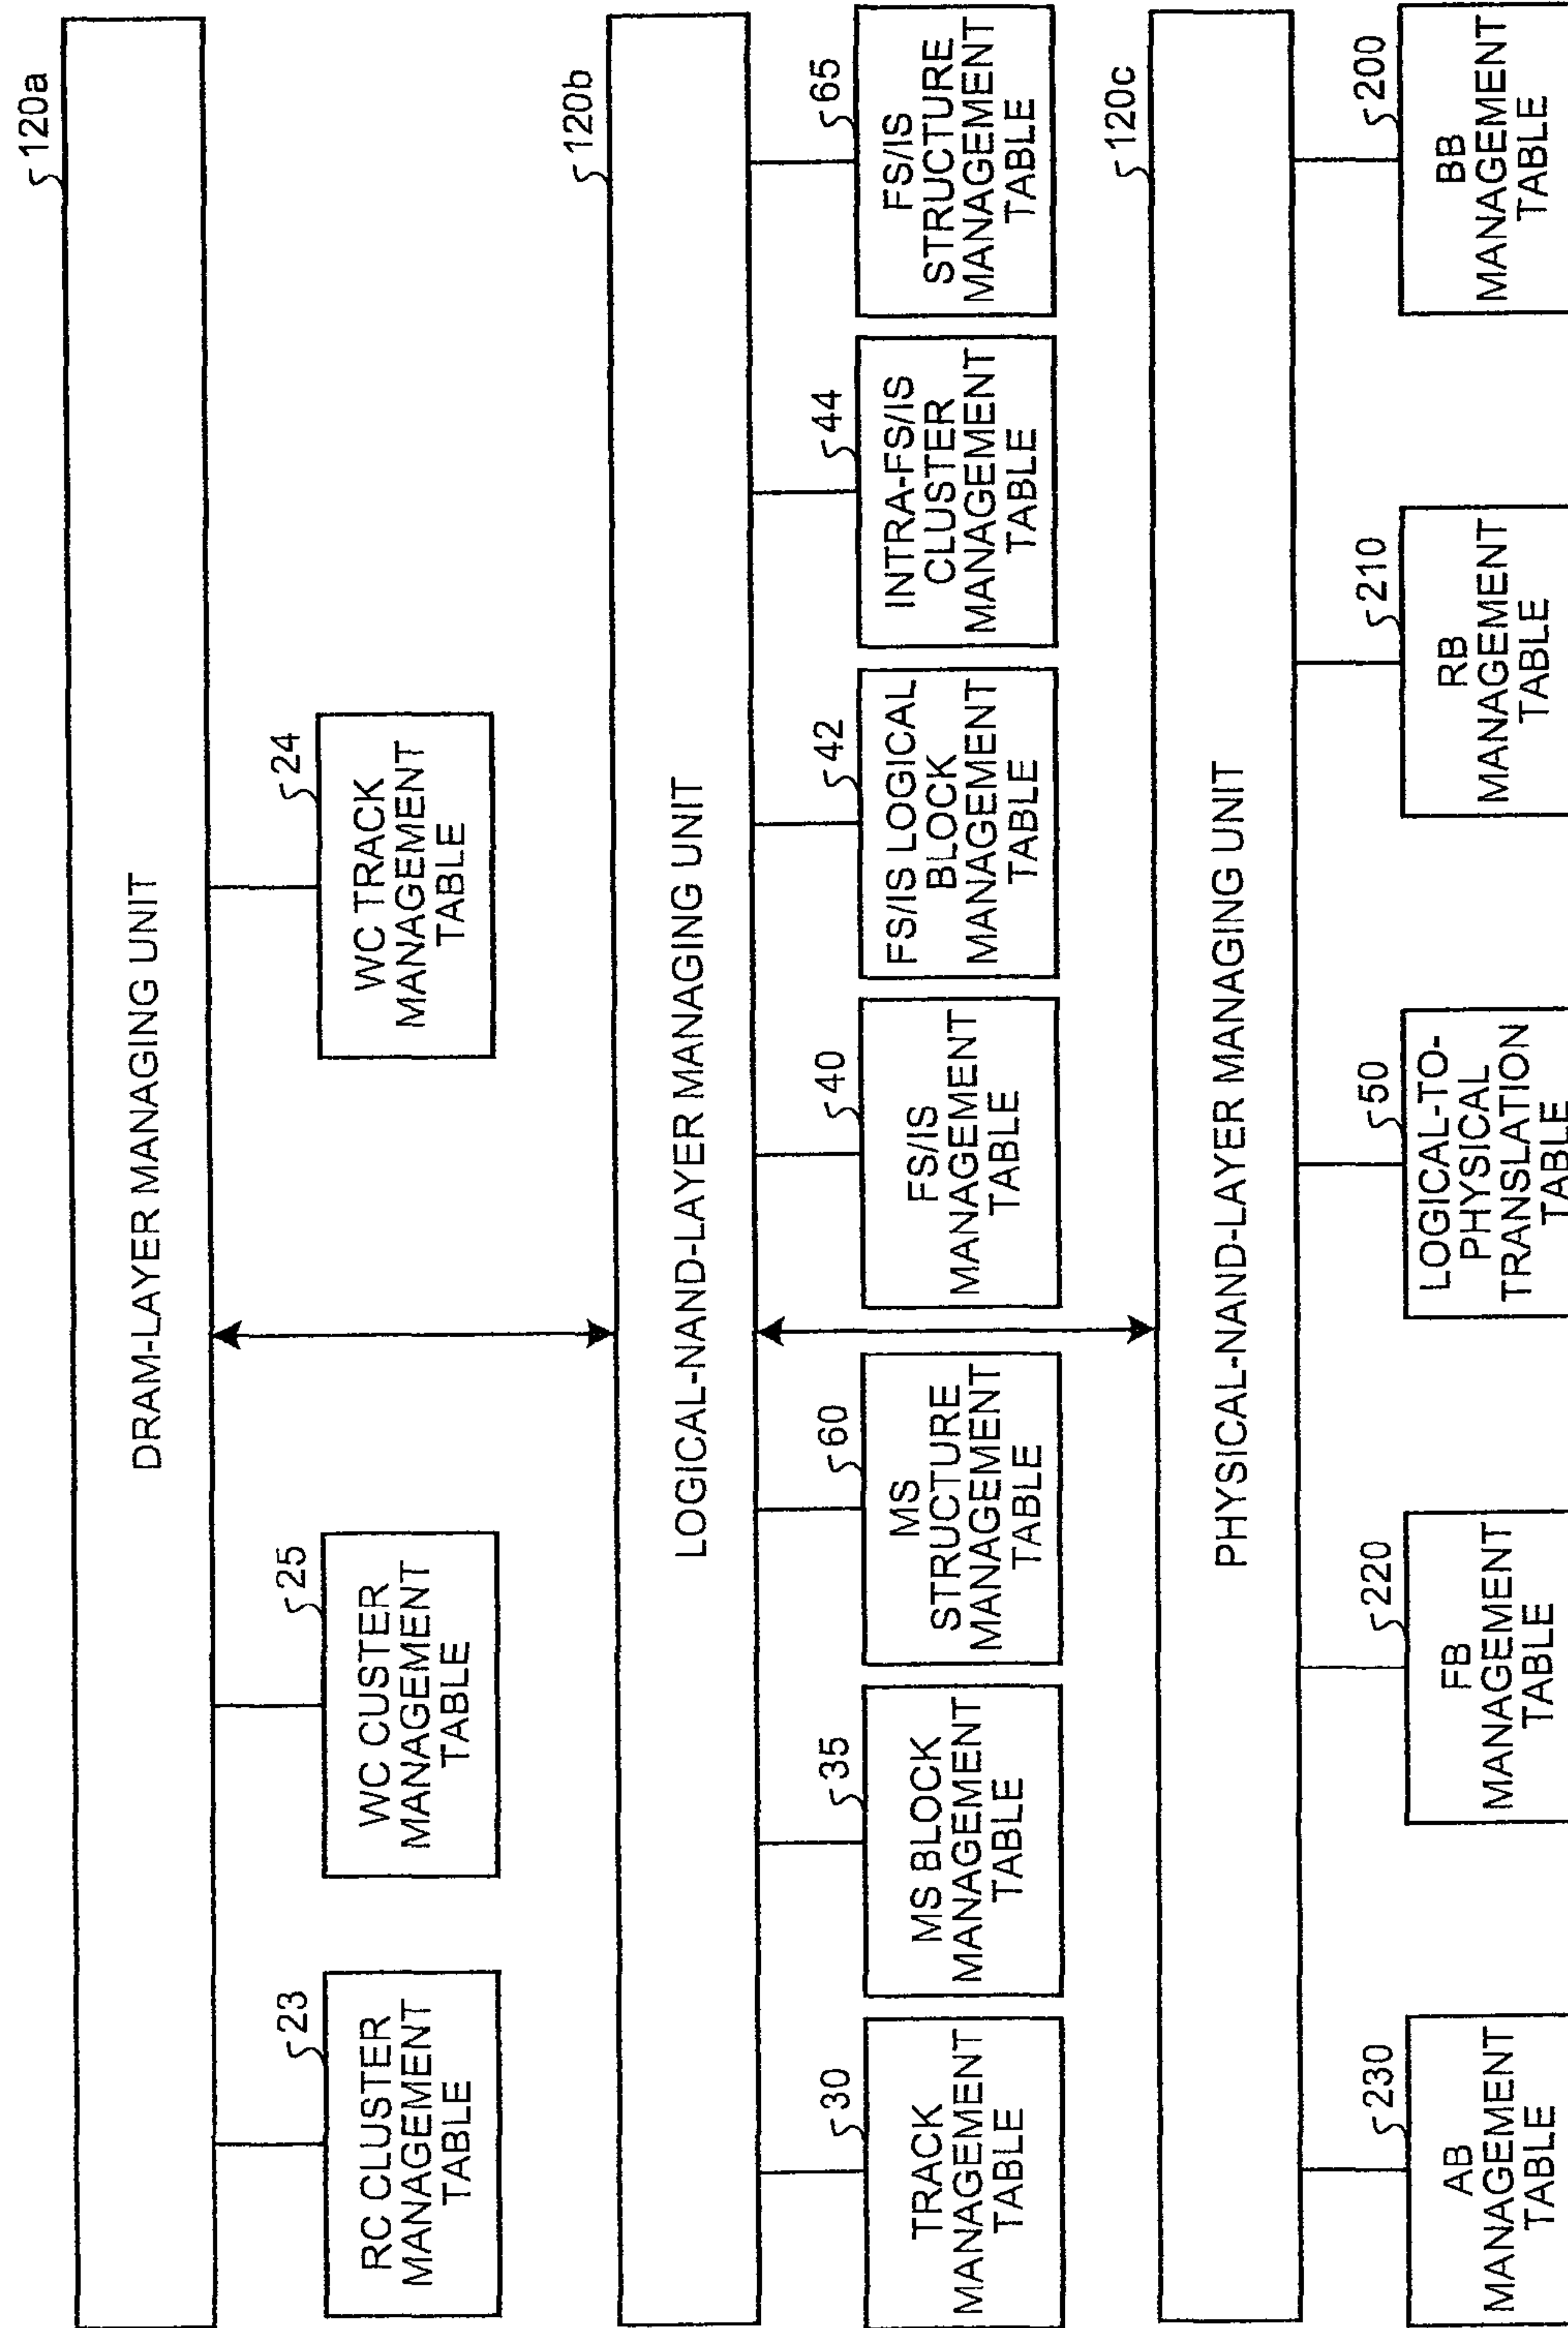 120a
DRAM-LAYER MANAGING UNIT
23
RC CLUSTER
MANAGEMENT
TABLE
25
WC CUSTER
MANAGEMENT
TABLE
24
WC TRACK
MANAGEMENT
TABLE
120b
LOGICAL-NAND-LAYER MANAGING UNIT
30
TRACK
MANAGEMENT
TABLE
35
MS BLOCK
MANAGEMENT
TABLE
60
MS
STRUCTURE
MANAGEMENT
TABLE
40
FS/IS
MANAGEMENT
TABLE
42
FS/IS LOGICAL
BLOCK
MANAGEMENT
TABLE
44
INTRA-FS/IS
CLUSTER
MANAGEMENT
TABLE
65
FS/IS
STRUCTURE
MANAGEMENT
TABLE
120c
PHYSICAL-NAND-LAYER MANAGING UNIT
230
AB
MANAGEMENT
TABLE
220
FB
MANAGEMENT
TABLE
50
LOGICAL-TO-
PHYSICAL
TRANSLATION
TABLE
210
RB
MANAGEMENT
TABLE
200
BB
MANAGEMENT
TABLE